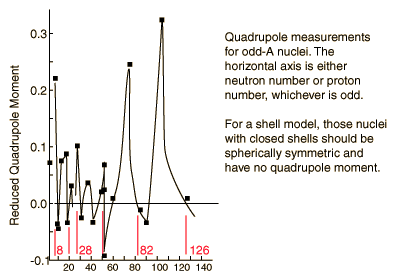 Quadrupole measurements
for odd-A nuclei. The
horizontal axis is either
neutron number or proton
number, whichever is odd.
For a shell model, those nuclei
with closed shells should be
spherically symmetric and
have no quadrupole moment.
Reduced Quadrupole Moment
0.3
0.2
0.1
0.0
-0.1
8 28 50 82 126
20 40 60 80 100 120 140